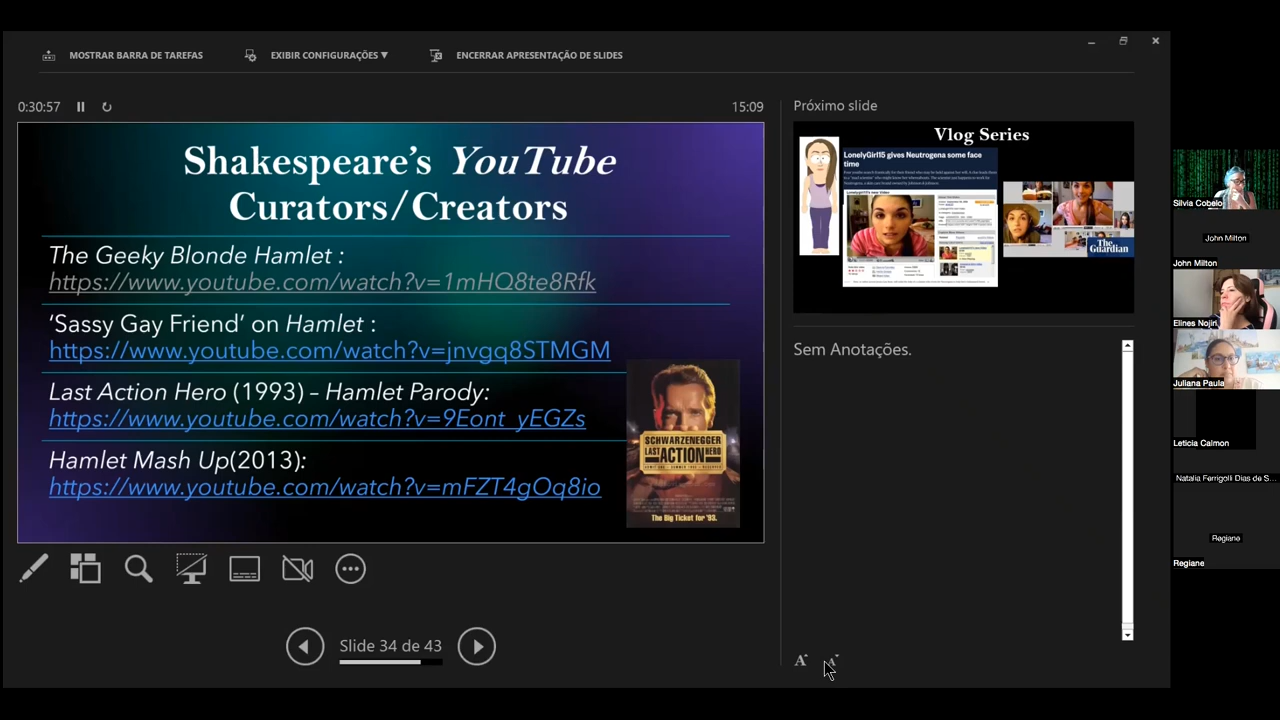 MOSTRAR BARRA DE TAREFAS
EXIBIR CONFIGURAÇÕES ▼
ENCERRAR APRESENTAÇÃO DE SLIDES
0:30:57
15:09
Shakespeare's YouTube
Curators/Creators
The Geeky Blonde Hamlet :
https://www.youtube.com/watch?v=1mHQ8te8Rfk
‘Sassy Gay Friend’ on Hamlet :
https://www.youtube.com/watch?v=jnvgq8STMGM
Last Action Hero (1993) – Hamlet Parody:
https://www.youtube.com/watch?v=9Eont_yEGZs
Hamlet Mash Up(2013):
https://www.youtube.com/watch?v=mFZT4gOq8io
SCHWARZENEGGER
LAST ACTION HERO
The Big Ticket for '93.
Slide 34 de 43
Próximo slide
Vlog Series
LonelyGirl15 gives Neutrogena some face
time
The
Guardian
Sem Anotações.
A
A
Silvia Cobelo
John Milton
John Milton
Elines Nojiri
Juliana Paula
Leticia Calmon
Natalia Ferrigolli Dias de S...
Regiane
Regiane